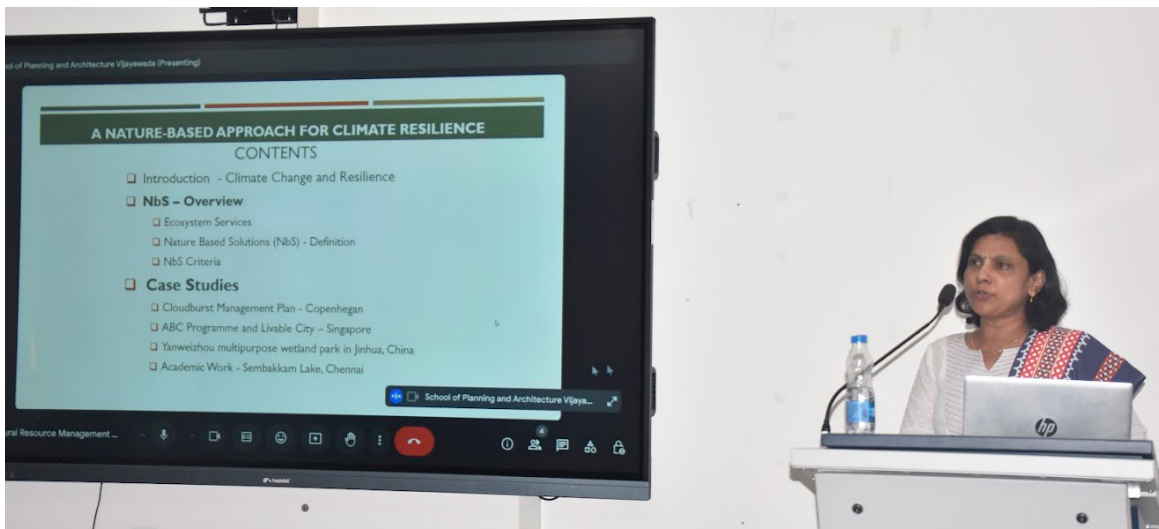 ool of Planning and Architecture Vijayawada (Presenting)
A NATURE-BASED APPROACH FOR CLIMATE RESILIENCE
CONTENTS
Introduction - Climate Change and Resilience
NbS – Overview
Ecosystem Services
Nature Based Solutions (NbS) - Definition
NbS Criteria
Case Studies
Cloudburst Management Plan - Copenhegan
ABC Programme and Livable City – Singapore
Yanweizhou multipurpose wetland park in Jinhua, China
Academic Work - Sembakkam Lake, Chennai
School of Planning and Architecture Vijaya...
ural Resource Management ...
4
hp